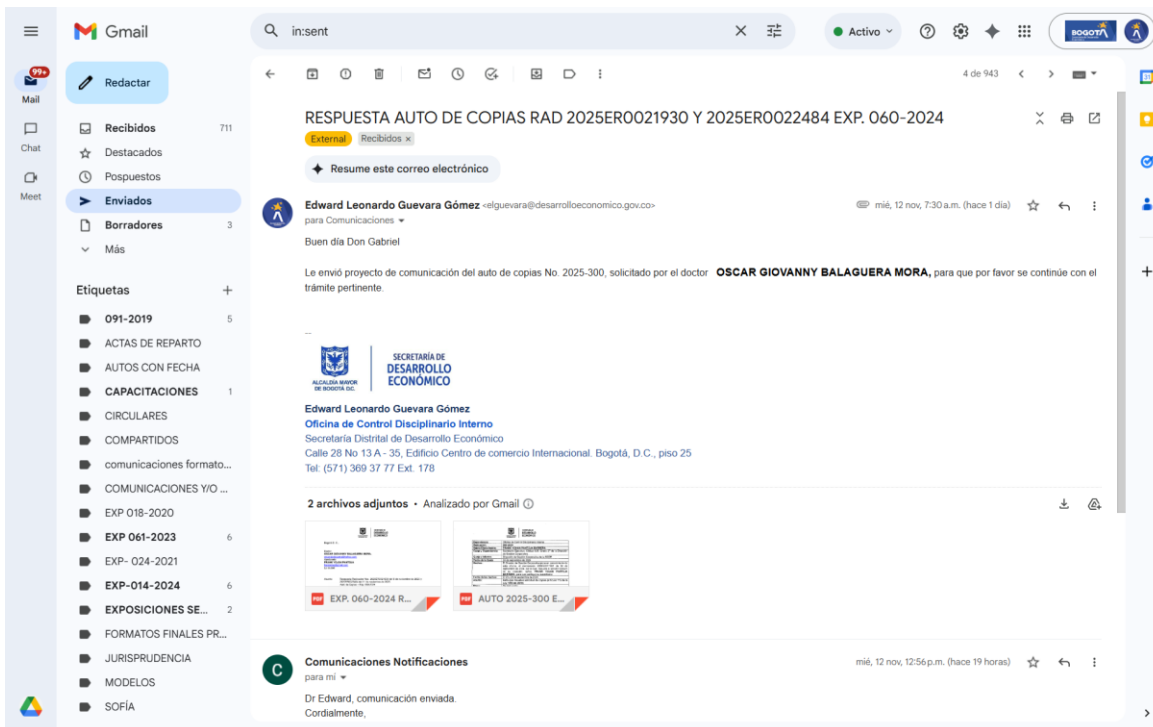 Gmail
in:sent
Activo
BOGOTÁ
99+
Mail
Chat
Meet
Redactar
Recibidos 711
Destacados
Pospuestos
Enviados
Borradores 3
Más
Etiquetas
091-2019 5
ACTAS DE REPARTO
AUTOS CON FECHA
CAPACITACIONES 1
CIRCULARES
COMPARTIDOS
comunicaciones formato...
COMUNICACIONES Y/O ...
EXP 018-2020
EXP 061-2023 6
EXP- 024-2021
EXP-014-2024 6
EXPOSICIONES SE... 2
FORMATOS FINALES PR...
JURISPRUDENCIA
MODELOS
SOFÍA
4 de 943
RESPUESTA AUTO DE COPIAS RAD 2025ER0021930 Y 2025ER0022484 EXP. 060-2024
External Recibidos ×
Resume este correo electrónico
Edward Leonardo Guevara Gómez <elguevara@desarrolloeconomico.gov.co> mié, 12 nov, 7:30 a.m. (hace 1 día)
para Comunicaciones
Buen día Don Gabriel
Le envió proyecto de comunicación del auto de copias No. 2025-300, solicitado por el doctor OSCAR GIOVANNY BALAGUERA MORA, para que por favor se continúe con el
trámite pertinente.
--
ALCALDÍA MAYOR
DE BOGOTÁ D.C.
SECRETARÍA DE
DESARROLLO
ECONÓMICO
Edward Leonardo Guevara Gómez
Oficina de Control Disciplinario Interno
Secretaría Distrital de Desarrollo Económico
Calle 28 No 13 A - 35, Edificio Centro de comercio Internacional. Bogotá, D.C., piso 25
Tel: (571) 369 37 77 Ext. 178
2 archivos adjuntos • Analizado por Gmail
PDF EXP. 060-2024 R...
PDF AUTO 2025-300 E...
C
Comunicaciones Notificaciones mié, 12 nov, 12:56 p.m. (hace 19 horas)
para mí
Dr Edward, comunicación enviada.
Cordialmente,